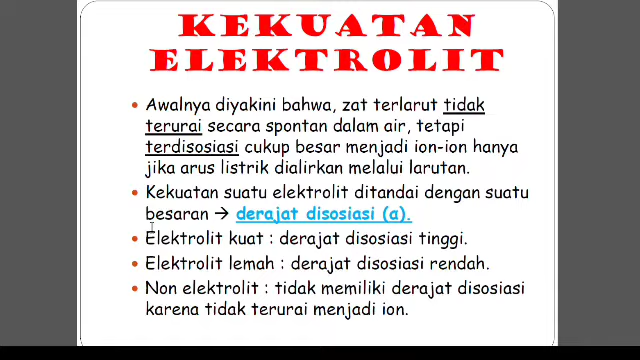 KEKUATAN
ELEKTROLIT
• Awalnya diyakini bahwa, zat terlarut tidak
terurai secara spontan dalam air, tetapi
terdisosiasi cukup besar menjadi ion-ion hanya
jika arus listrik dialirkan melalui larutan.
• Kekuatan suatu elektrolit ditandai dengan suatu
besaran → derajat disosiasi (α).
• Elektrolit kuat : derajat disosiasi tinggi.
• Elektrolit lemah : derajat disosiasi rendah.
• Non elektrolit : tidak memiliki derajat disosiasi
karena tidak terurai menjadi ion.